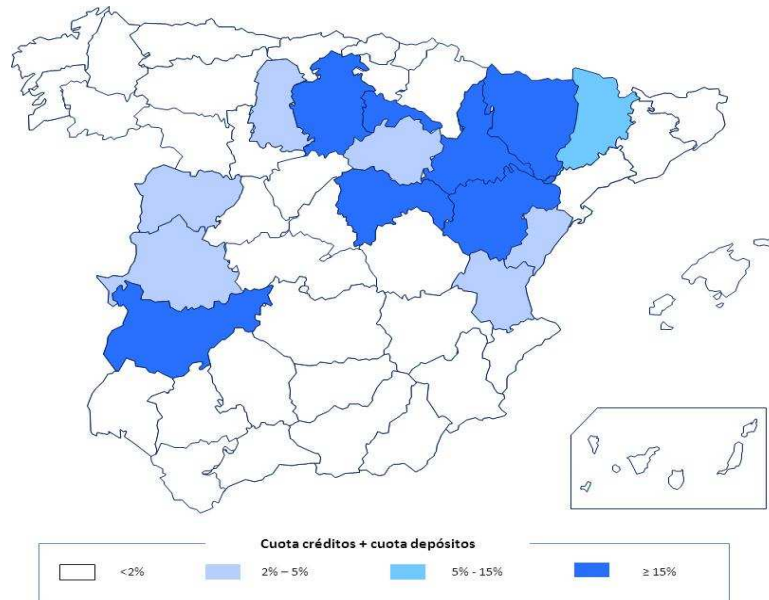 Cuota créditos + cuota depósitos
<2% 2% – 5% 5% - 15% ≥ 15%